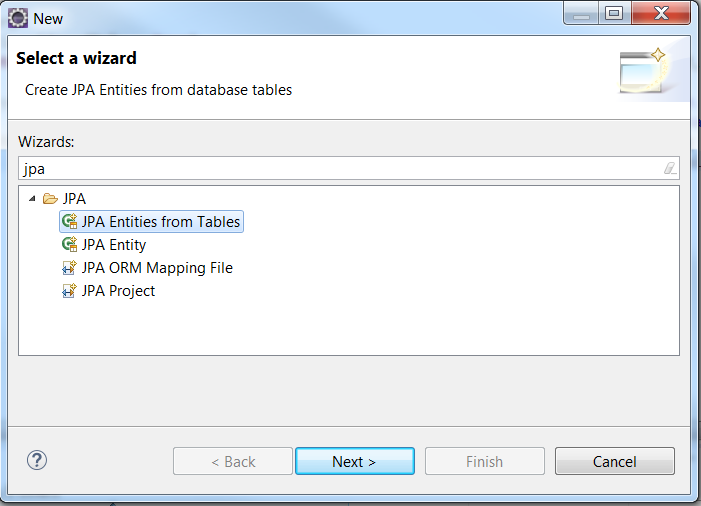 New
Select a wizard
Create JPA Entities from database tables
Wizards:
jpa
JPA
JPA Entities from Tables
JPA Entity
JPA ORM Mapping File
JPA Project
? < Back Next > Finish Cancel